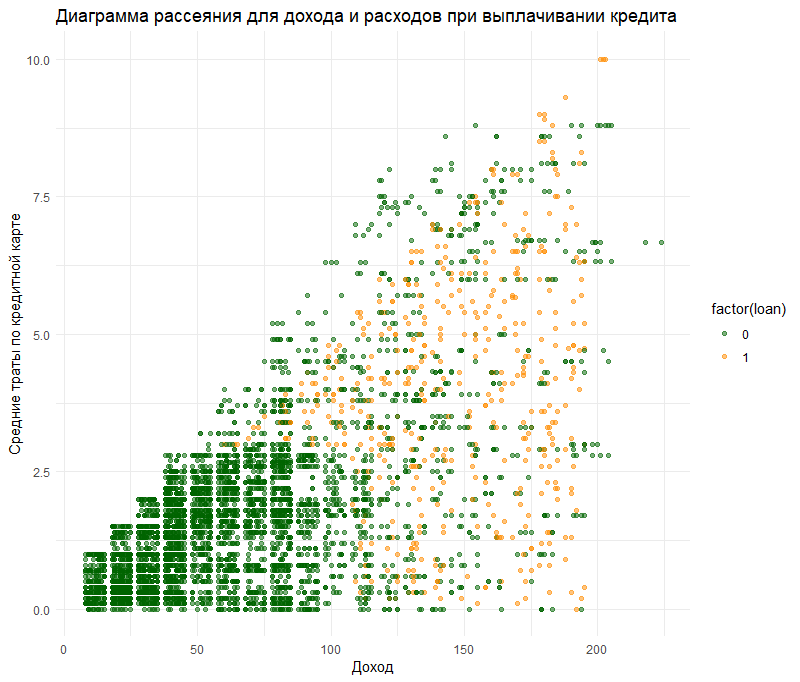 Диаграмма рассеяния для дохода и расходов при выплачивании кредита
Средние траты по кредитной карте
10.0
7.5
5.0
2.5
0.0
0 50 100 150 200
Доход
factor(loan)
0
1